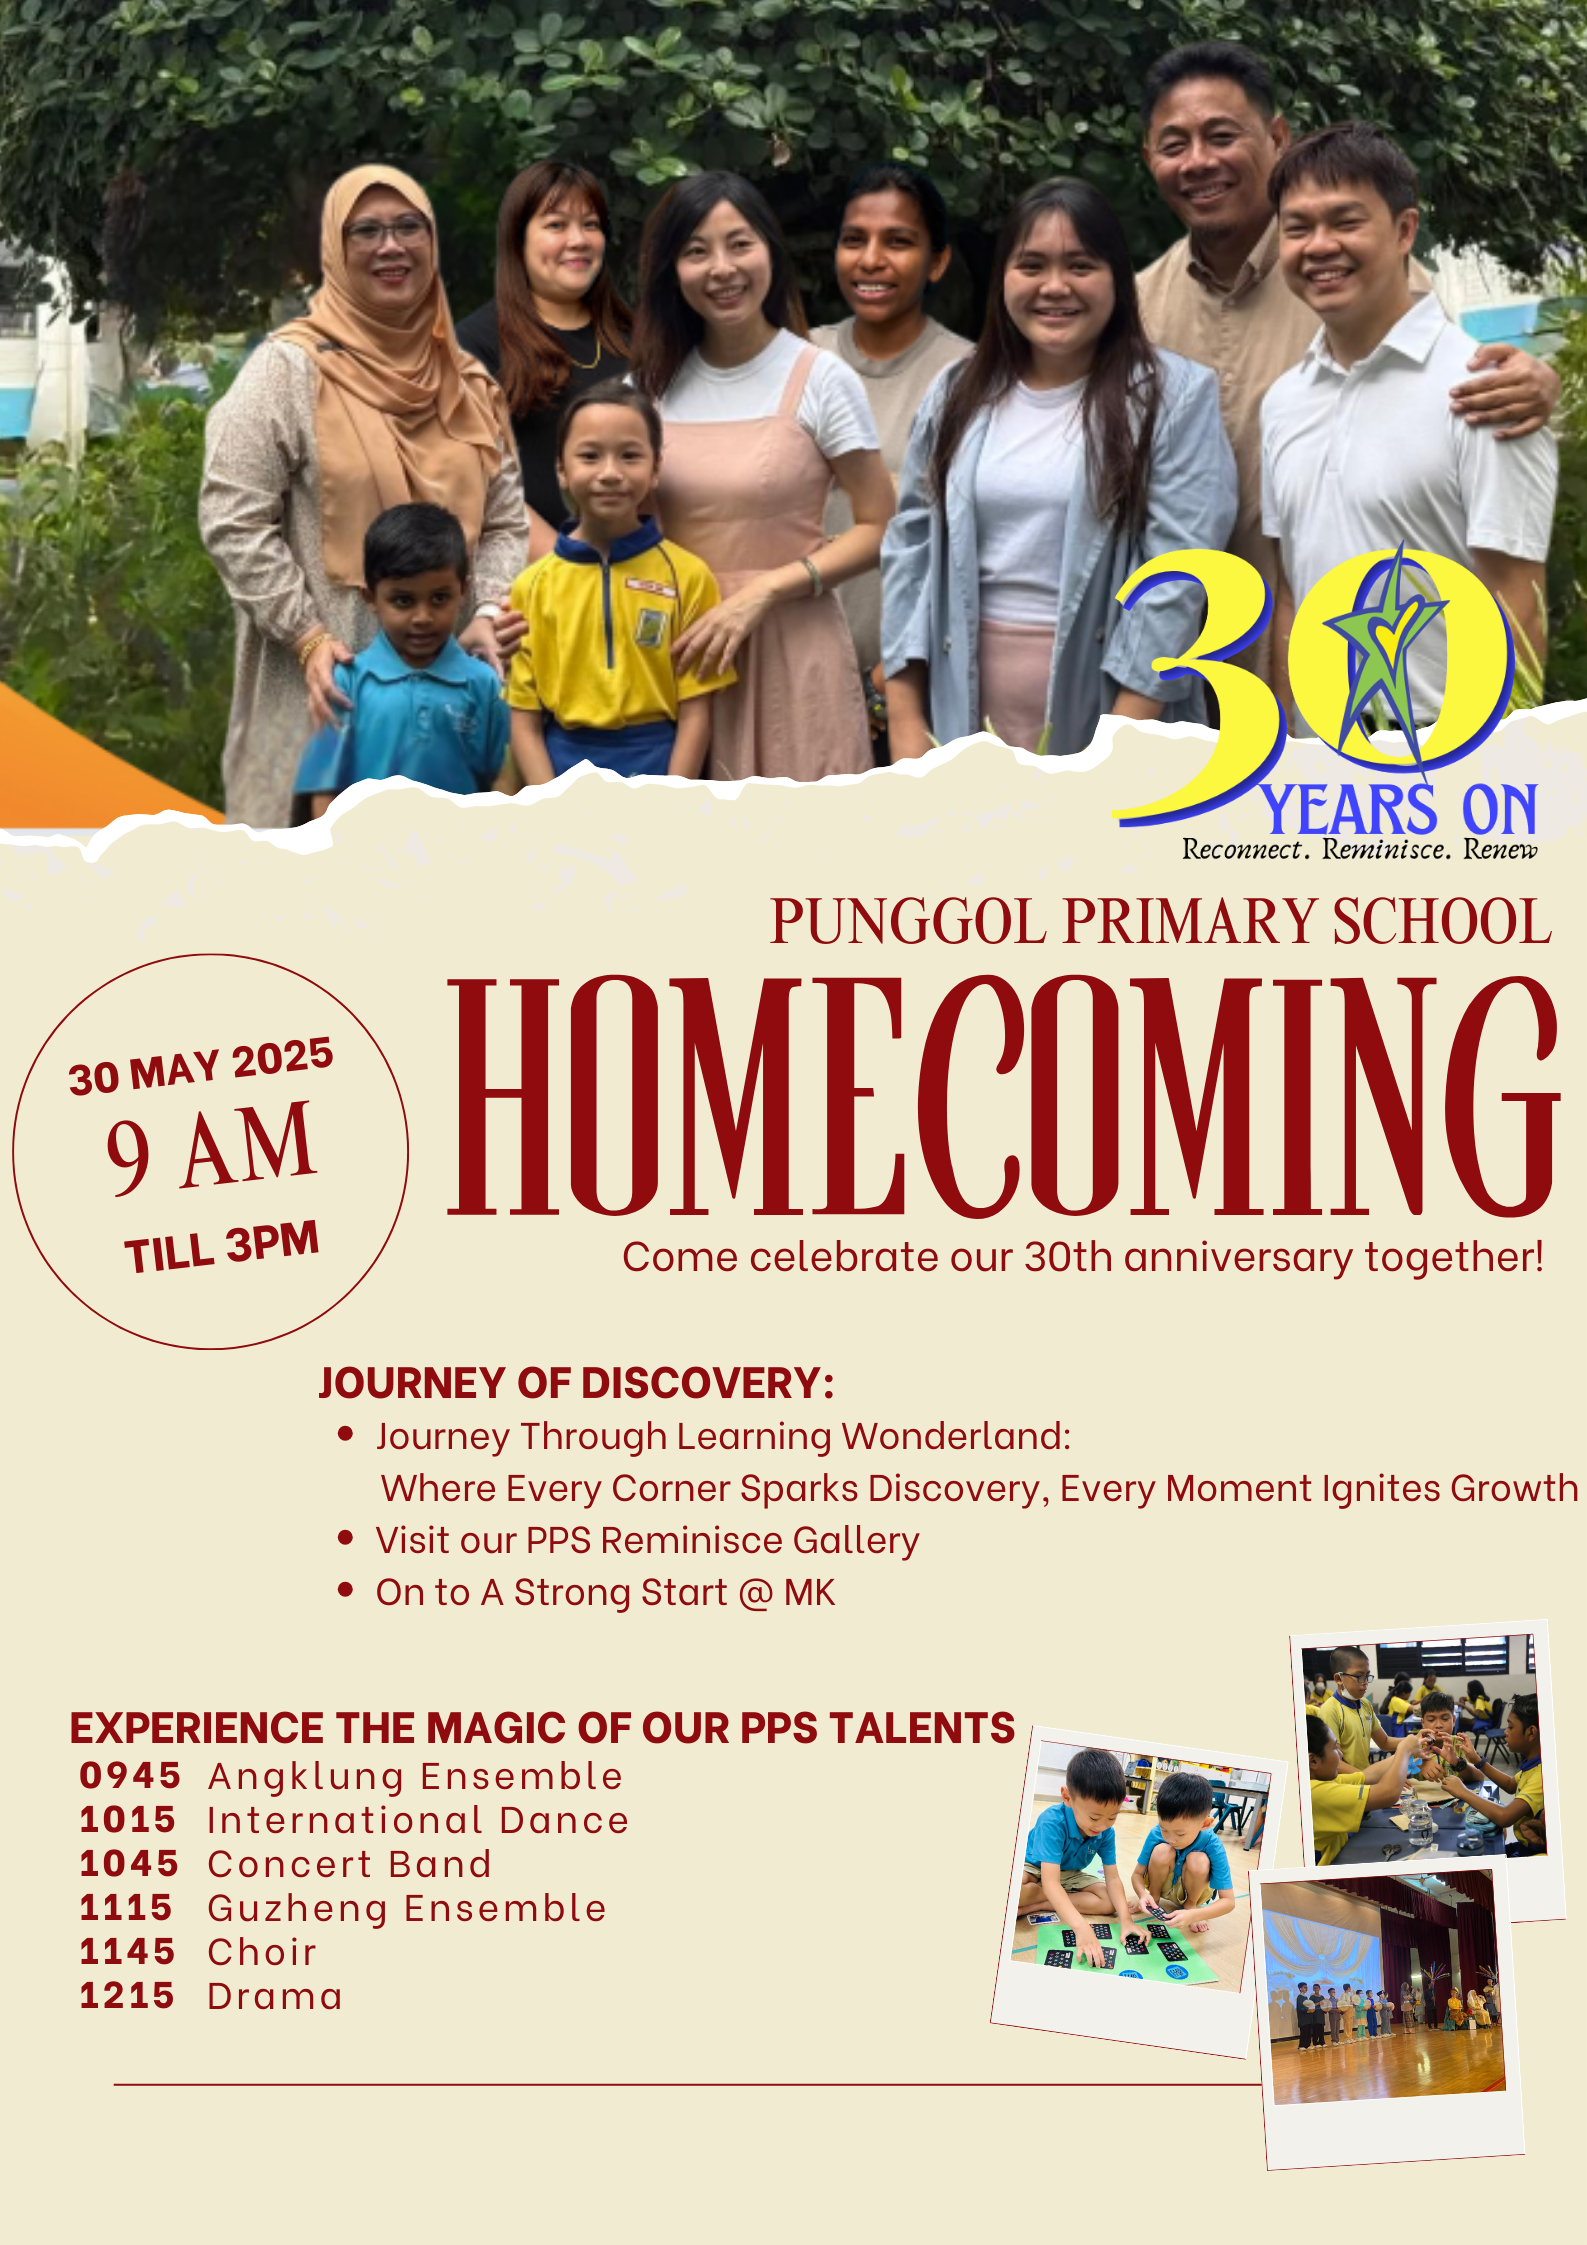 30
YEARS ON
Reconnect. Reminisce. Renew
PUNGGOL PRIMARY SCHOOL
HOMECOMING
Come celebrate our 30th anniversary together!
30 MAY 2025
9 AM
TILL 3PM
JOURNEY OF DISCOVERY:
• Journey Through Learning Wonderland:
Where Every Corner Sparks Discovery, Every Moment Ignites Growth
• Visit our PPS Reminisce Gallery
• On to A Strong Start @ MK
EXPERIENCE THE MAGIC OF OUR PPS TALENTS
0945 Angklung Ensemble
1015 International Dance
1045 Concert Band
1115 Guzheng Ensemble
1145 Choir
1215 Drama